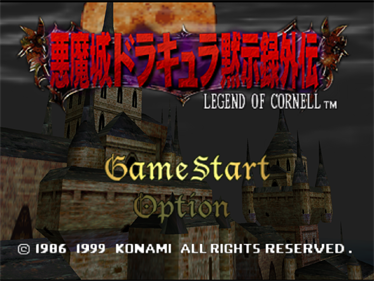 悪魔城ドラキュラ黙示録外伝
LEGEND OF CORNELL™
GameStart
Option
© 1986 1999 KONAMI ALL RIGHTS RESERVED.